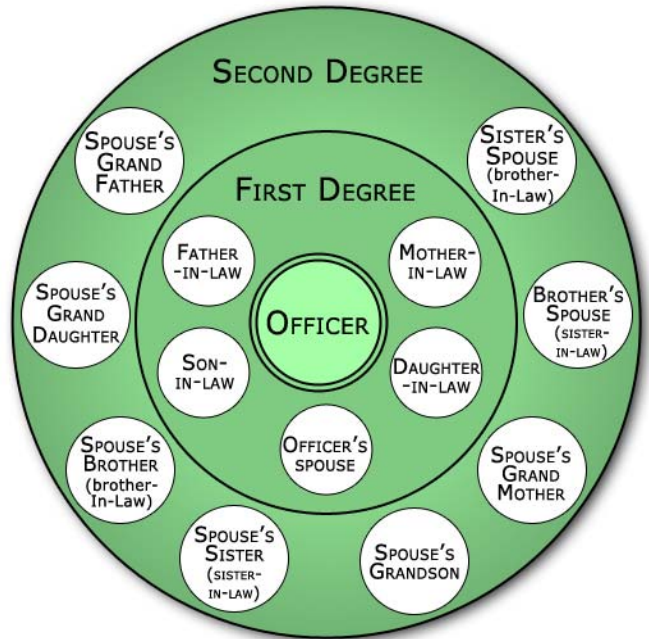 SECOND DEGREE
SPOUSE'S
GRAND
FATHER
SISTER'S
SPOUSE
(brother-
In-Law)
FIRST DEGREE
FATHER
-IN-LAW
MOTHER-
IN-LAW
OFFICER
SPOUSE'S
GRAND
DAUGHTER
BROTHER'S
SPOUSE
(SISTER-
IN-LAW)
SON-
IN-LAW
DAUGHTER
-IN-LAW
OFFICER'S
SPOUSE
SPOUSE'S
BROTHER
(brother-
In-Law)
SPOUSE'S
GRAND
MOTHER
SPOUSE'S
SISTER
(SISTER-
IN-LAW)
SPOUSE'S
GRANDSON